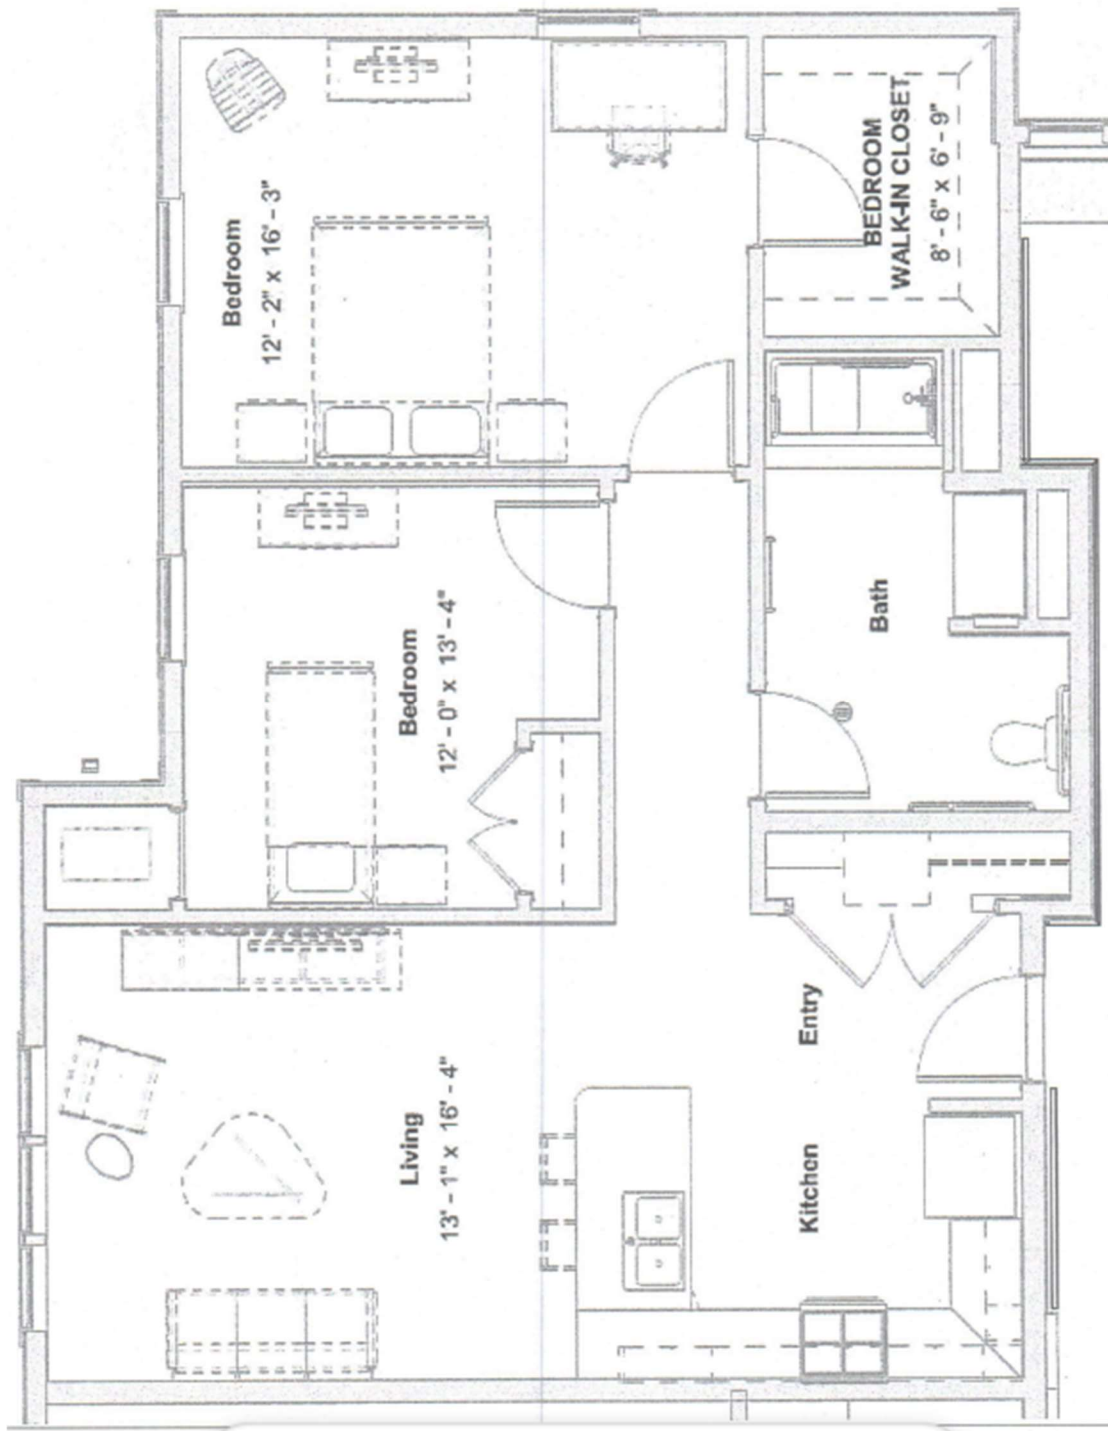 Bedroom
12' - 2" x 16' - 3"
BEDROOM
WALK-IN CLOSET
8' - 6" x 6' - 9"
Bedroom
12' - 0" x 13' - 4"
Bath
Living
13' - 1" x 16' - 4"
Entry
Kitchen